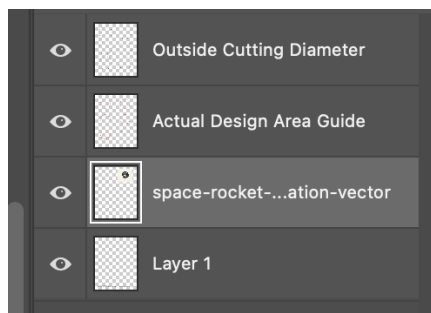 Outside Cutting Diameter
Actual Design Area Guide
space-rocket-...ation-vector
Layer 1